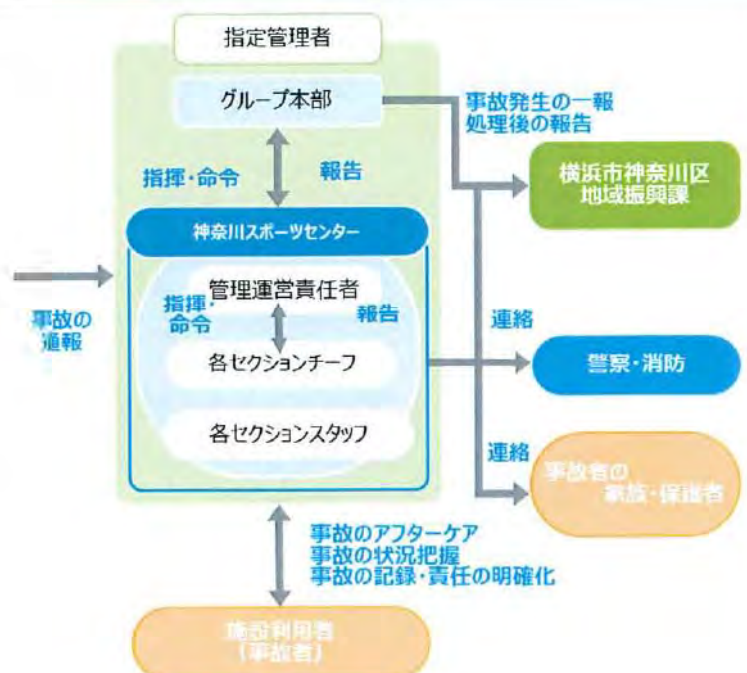 指定管理者
グループ本部
事故発生の一報
処理後の報告
指揮・命令
報告
横浜市神奈川区
地域振興課
神奈川スポーツセンター
事故の
通報
管理運営責任者
指揮・
命令
報告
各セクションチーフ
各セクションスタッフ
連絡
警察・消防
連絡
事故者の
家族・保護者
事故のアフターケア
事故の状況把握
事故の記録・責任の明確化
施設利用者
(事故者)